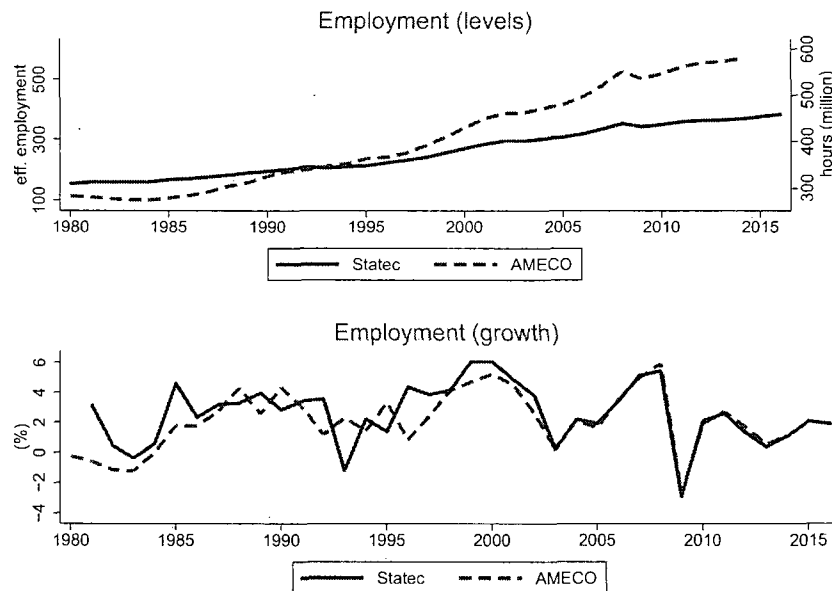 Employment (levels)
eff. employment
500
300
100
600
500
400
300
hours (million)
1980 1985 1990 1995 2000 2005 2010 2015
Statec AMECO
Employment (growth)
(%)
6
4
2
0
-2
-4
1980 1985 1990 1995 2000 2005 2010 2015
Statec AMECO